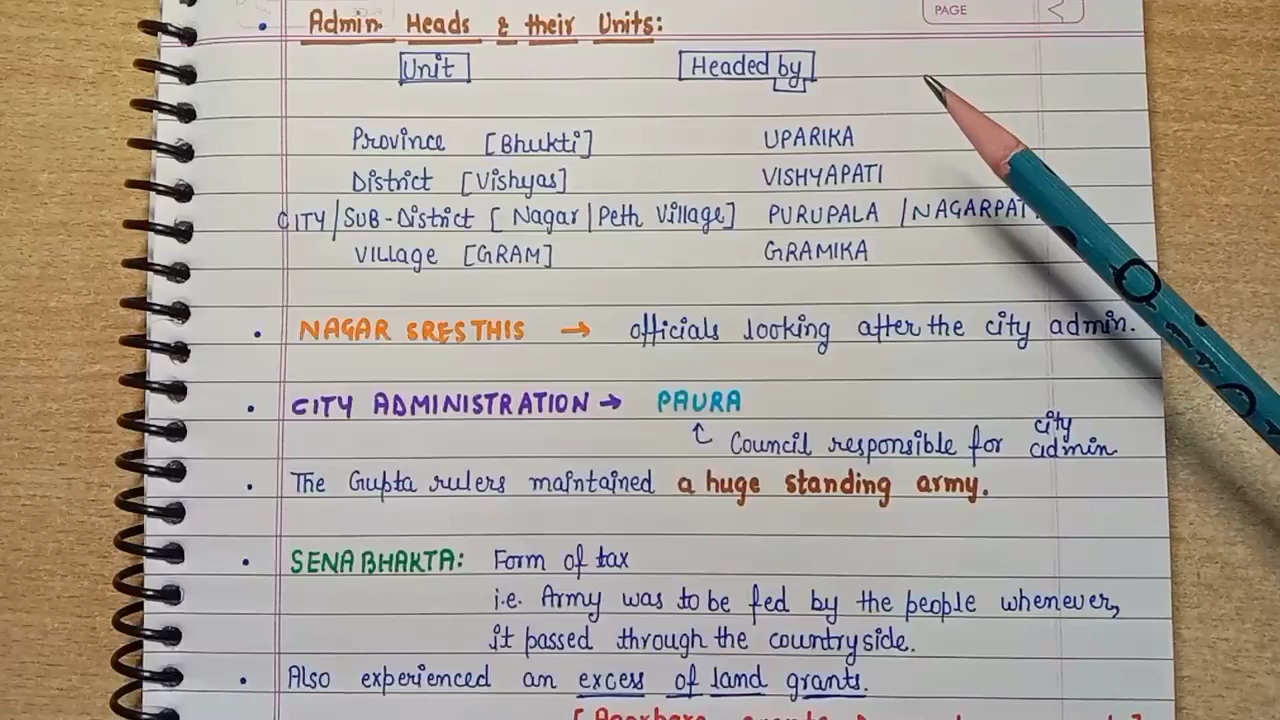 PAGE
• Admin Heads & their Units:
Unit Headed by
Province [Bhukti] UPARIKA
District [Vishyas] VISHYAPATI
CITY/SUB-District [Nagar|Peth Village] PURUPALA /NAGARPAT
VILLAGE [GRAM] GRAMIKA
• NAGAR SRESTHIS → officials looking after the city admin.
• CITY ADMINISTRATION → PAURA
Council responsible for city admin
• The Gupta rulers maintained a huge standing army.
• SENABHAKTA: Form of tax
i.e. Army was to be fed by the people whenever,
it passed through the countryside.
• Also experienced an excess of land grants.